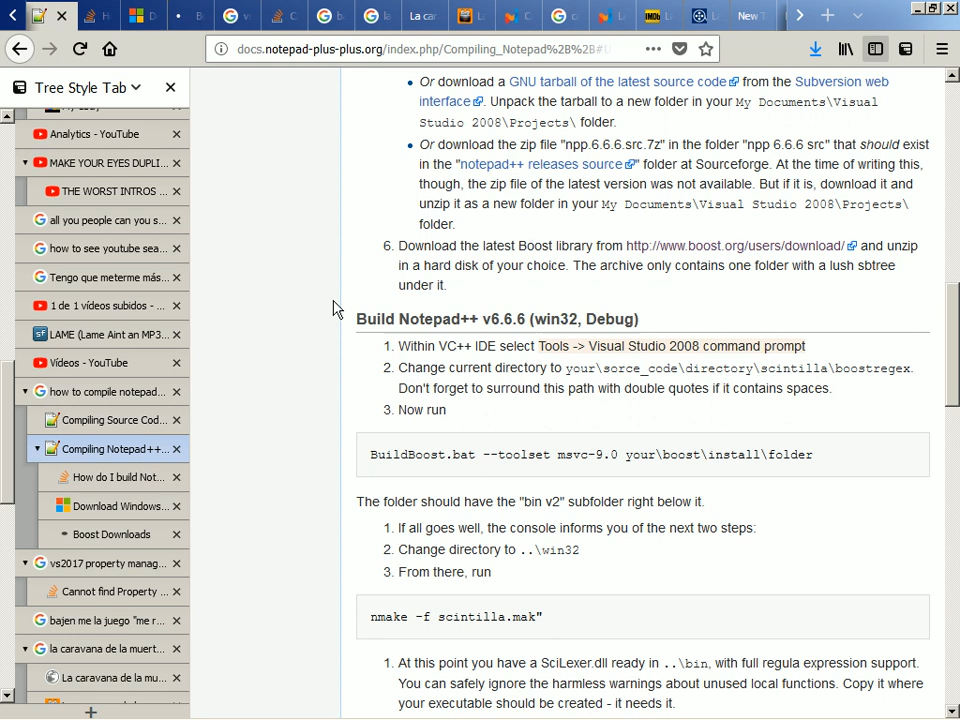 H
B
v
C
b
la
La car
L
C
c
L
L
New T
docs.notepad-plus-plus.org/index.php/Compiling_Notepad%2B%2B#
Tree Style Tab
Analytics - YouTube
MAKE YOUR EYES DUPLI...
THE WORST INTROS ...
all you people can you s...
how to see youtube sea...
Tengo que meterme más...
1 de 1 vídeos subidos - ...
LAME (Lame Aint an MP3...
Vídeos - YouTube
how to compile notepad...
Compiling Source Cod...
Compiling Notepad++...
How do I build Not...
Download Windows...
Boost Downloads
vs2017 property manag...
Cannot find Property ...
bajen me la juego "me r...
la caravana de la muert...
La caravana de la mu...
Or download a GNU tarball of the latest source code from the Subversion web
interface. Unpack the tarball to a new folder in your My Documents\Visual
Studio 2008\Projects\ folder.
Or download the zip file "npp.6.6.6.src.7z" in the folder "npp 6.6.6 src" that should exist
in the "notepad++ releases source" folder at Sourceforge. At the time of writing this,
though, the zip file of the latest version was not available. But if it is, download it and
unzip it as a new folder in your My Documents\Visual Studio 2008\Projects\
folder.
6. Download the latest Boost library from http://www.boost.org/users/download/ and unzip
in a hard disk of your choice. The archive only contains one folder with a lush sbtree
under it.
Build Notepad++ v6.6.6 (win32, Debug)
1. Within VC++ IDE select Tools -> Visual Studio 2008 command prompt
2. Change current directory to your\sorce_code\directory\scintilla\boostregex.
Don't forget to surround this path with double quotes if it contains spaces.
3. Now run
BuildBoost.bat --toolset msvc-9.0 your\boost\install\folder
The folder should have the "bin v2" subfolder right below it.
1. If all goes well, the console informs you of the next two steps:
2. Change directory to ..\win32
3. From there, run
nmake -f scintilla.mak"
1. At this point you have a SciLexer.dll ready in ..\bin, with full regula expression support.
You can safely ignore the harmless warnings about unused local functions. Copy it where
your executable should be created - it needs it.